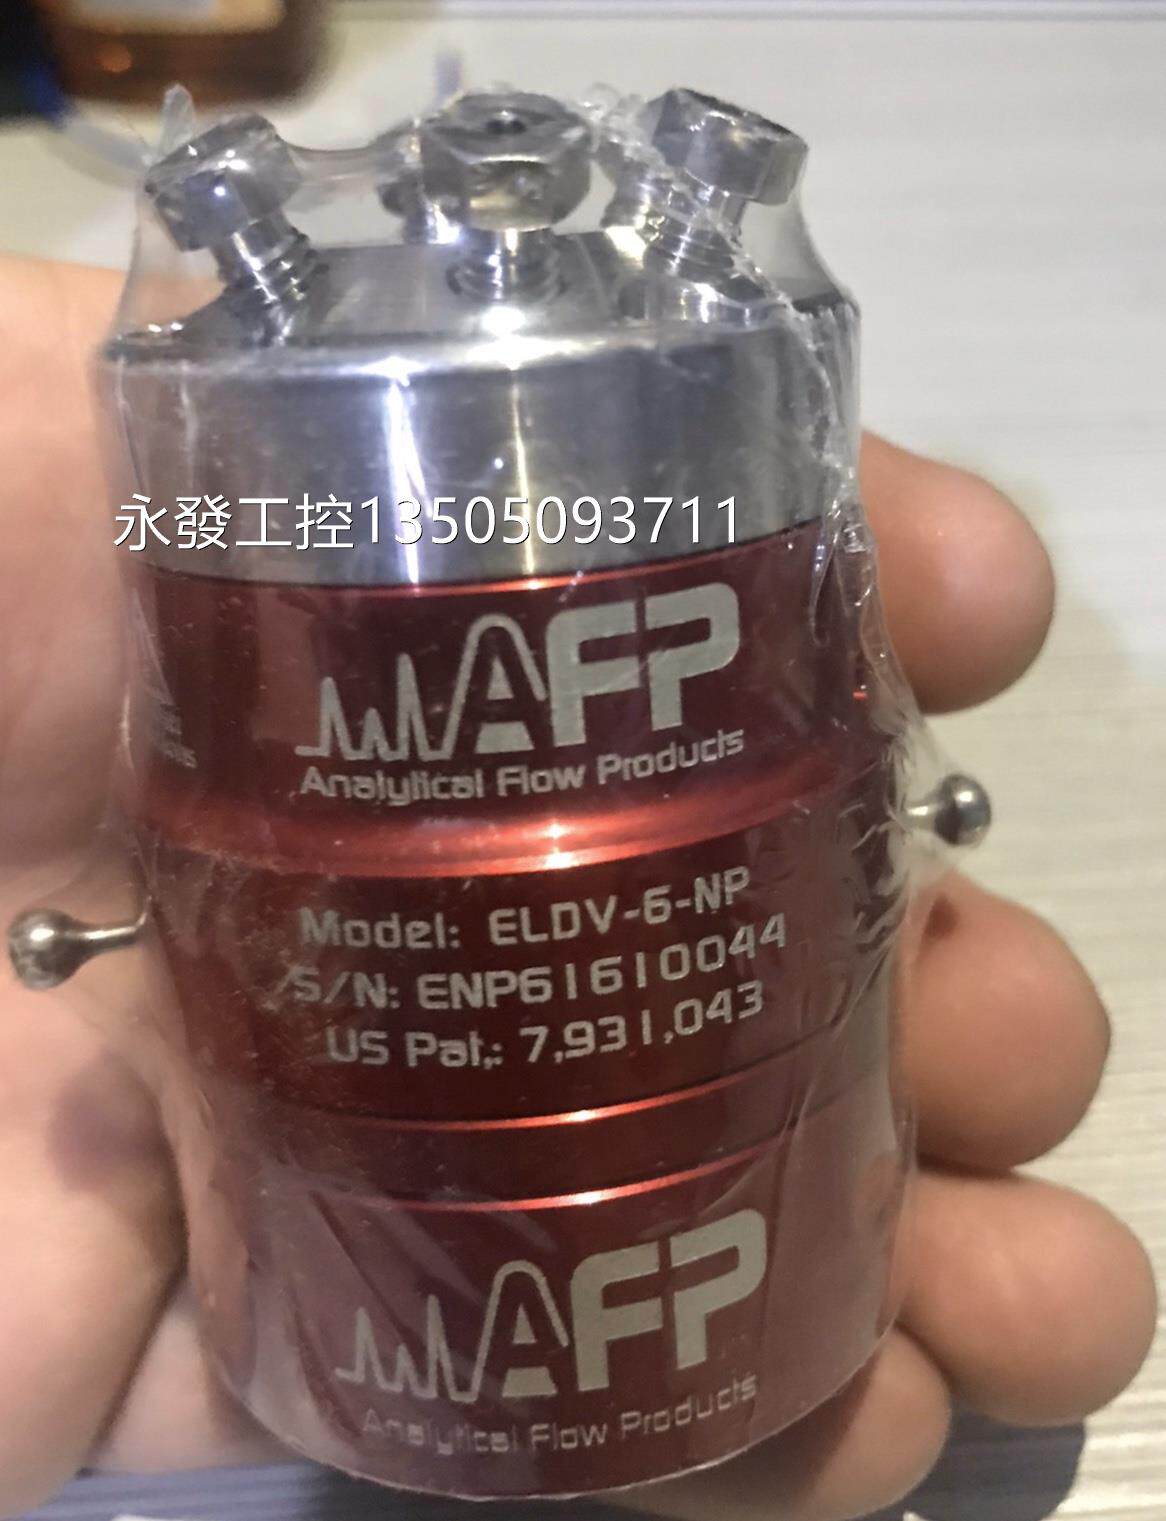 永發工控13505093711
AFP
Analytical Flow Products
Model: ELDV-6-NP
S/N: ENP61610044
US Pat,: 7,931,043
AFP
Analytical Flow Products